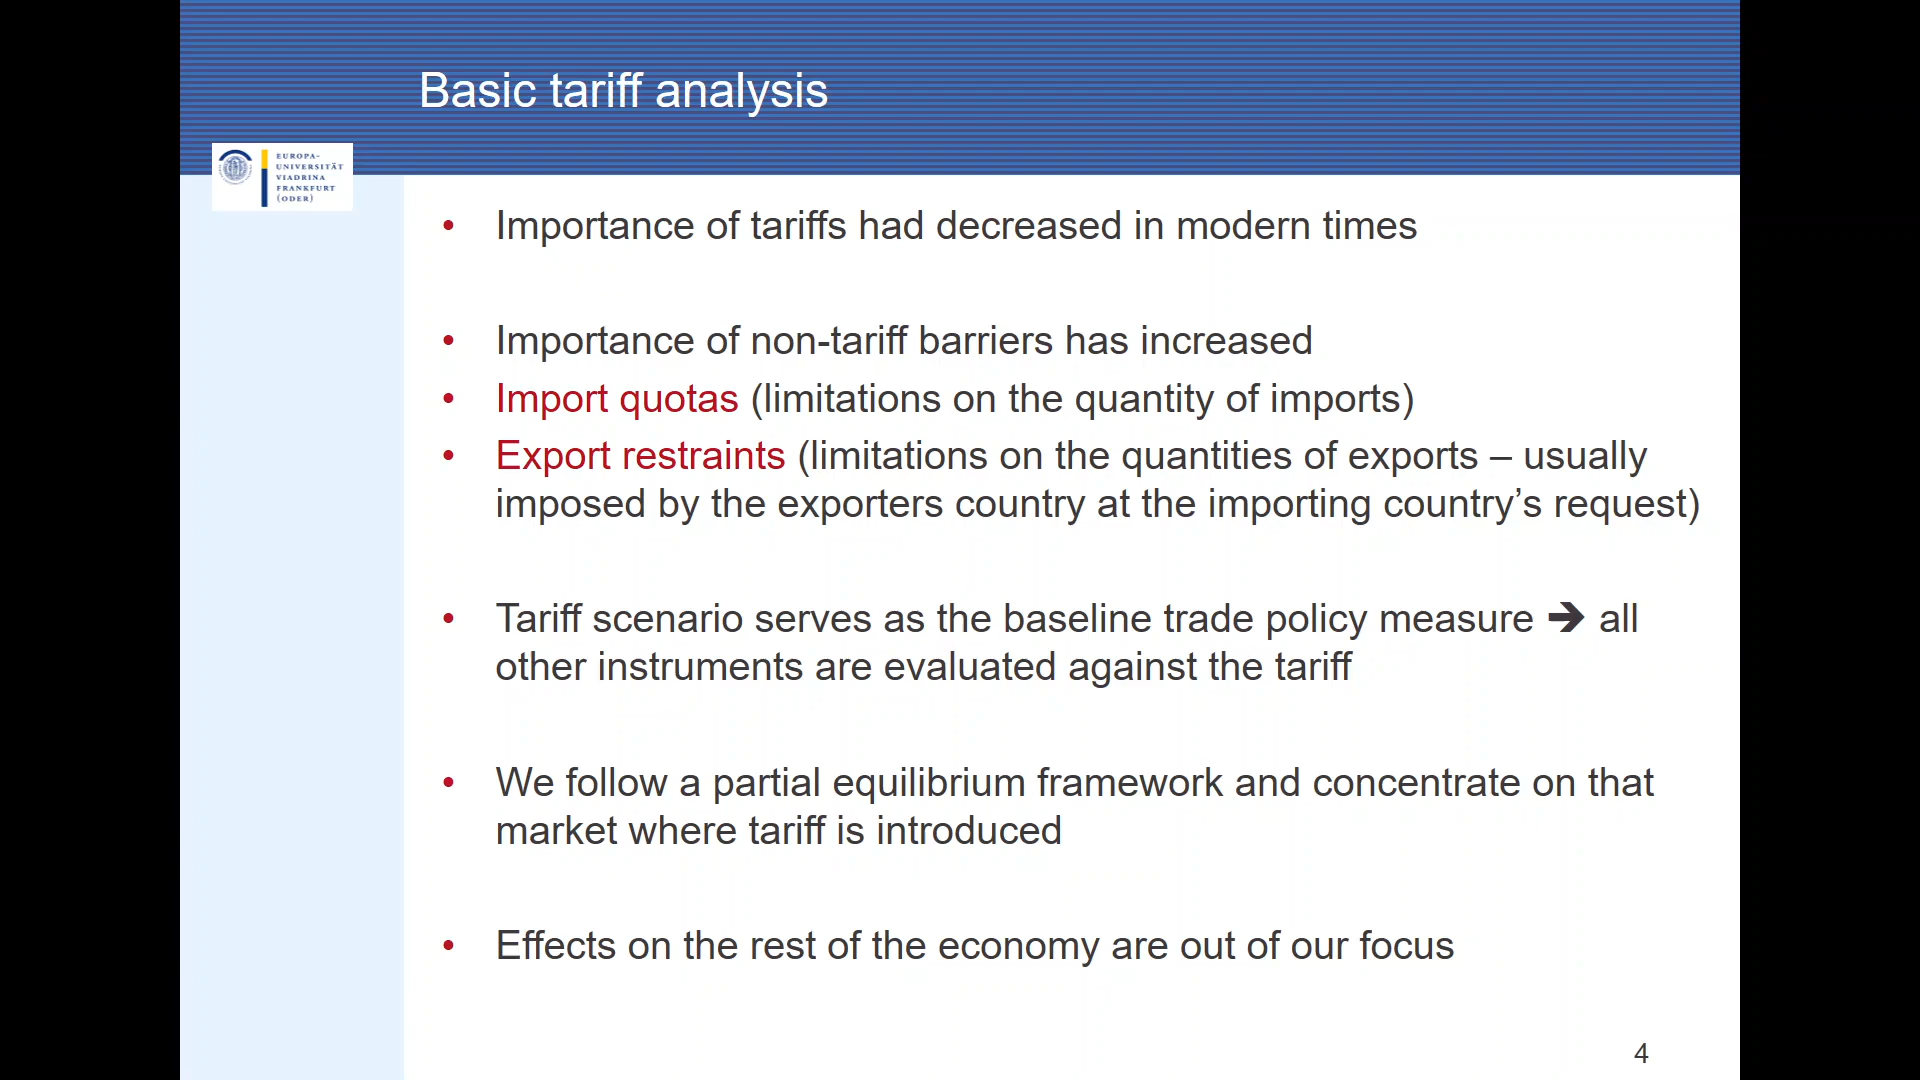 Basic tariff analysis
EUROPA-
UNIVERSITÄT
VIADRINA
FRANKFURT
(ODER)
• Importance of tariffs had decreased in modern times
• Importance of non-tariff barriers has increased
• Import quotas (limitations on the quantity of imports)
• Export restraints (limitations on the quantities of exports – usually
imposed by the exporters country at the importing country’s request)
• Tariff scenario serves as the baseline trade policy measure ➔ all
other instruments are evaluated against the tariff
• We follow a partial equilibrium framework and concentrate on that
market where tariff is introduced
• Effects on the rest of the economy are out of our focus
4